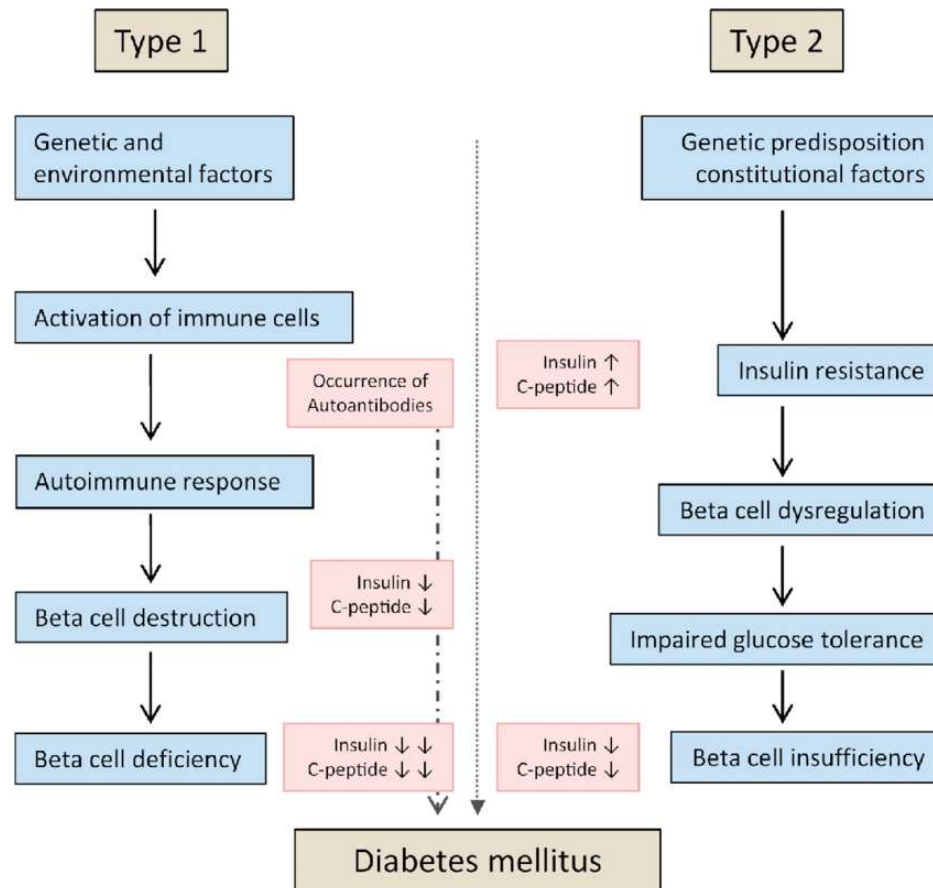 Type 1
Type 2
Genetic and
environmental factors
Genetic predisposition
constitutional factors
Activation of immune cells
Occurrence of
Autoantibodies
Insulin ↑
C-peptide ↑
Insulin resistance
Autoimmune response
Beta cell dysregulation
Insulin ↓
C-peptide ↓
Beta cell destruction
Impaired glucose tolerance
Beta cell deficiency
Insulin ↓ ↓
C-peptide ↓ ↓
Insulin ↓
C-peptide ↓
Beta cell insufficiency
Diabetes mellitus